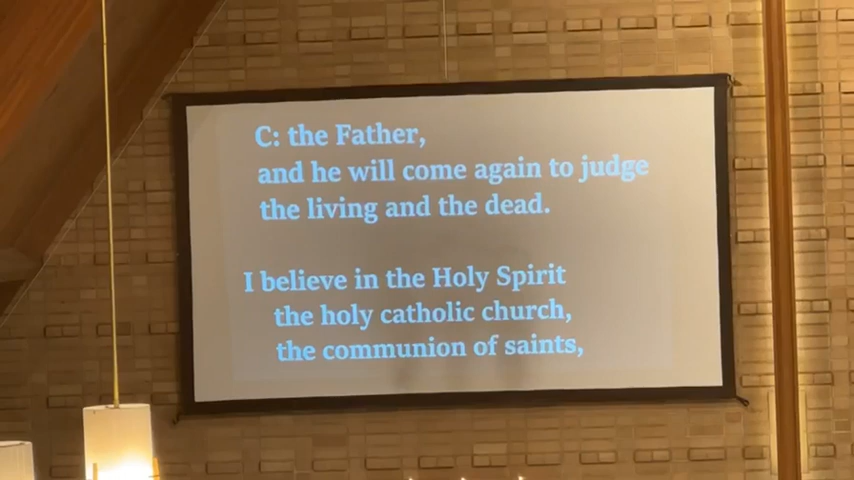 C: the Father,
and he will come again to judge
the living and the dead.
I believe in the Holy Spirit
the holy catholic church,
the communion of saints,